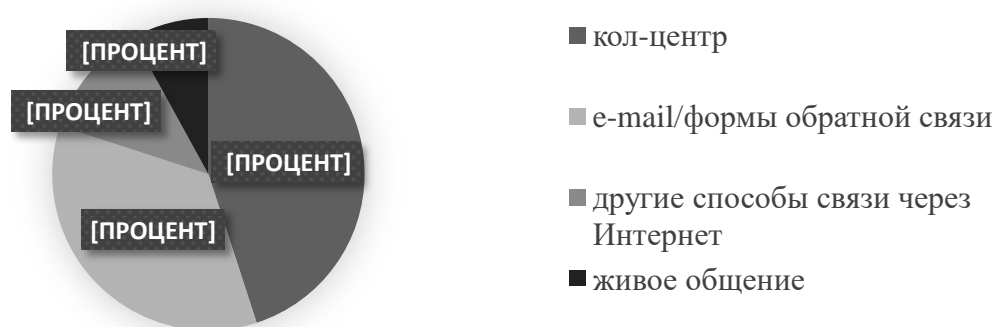 [ПРОЦЕНТ]
[ПРОЦЕНТ]
[ПРОЦЕНТ]
[ПРОЦЕНТ]
кол-центр
e-mail/формы обратной связи
другие способы связи через
Интернет
живое общение